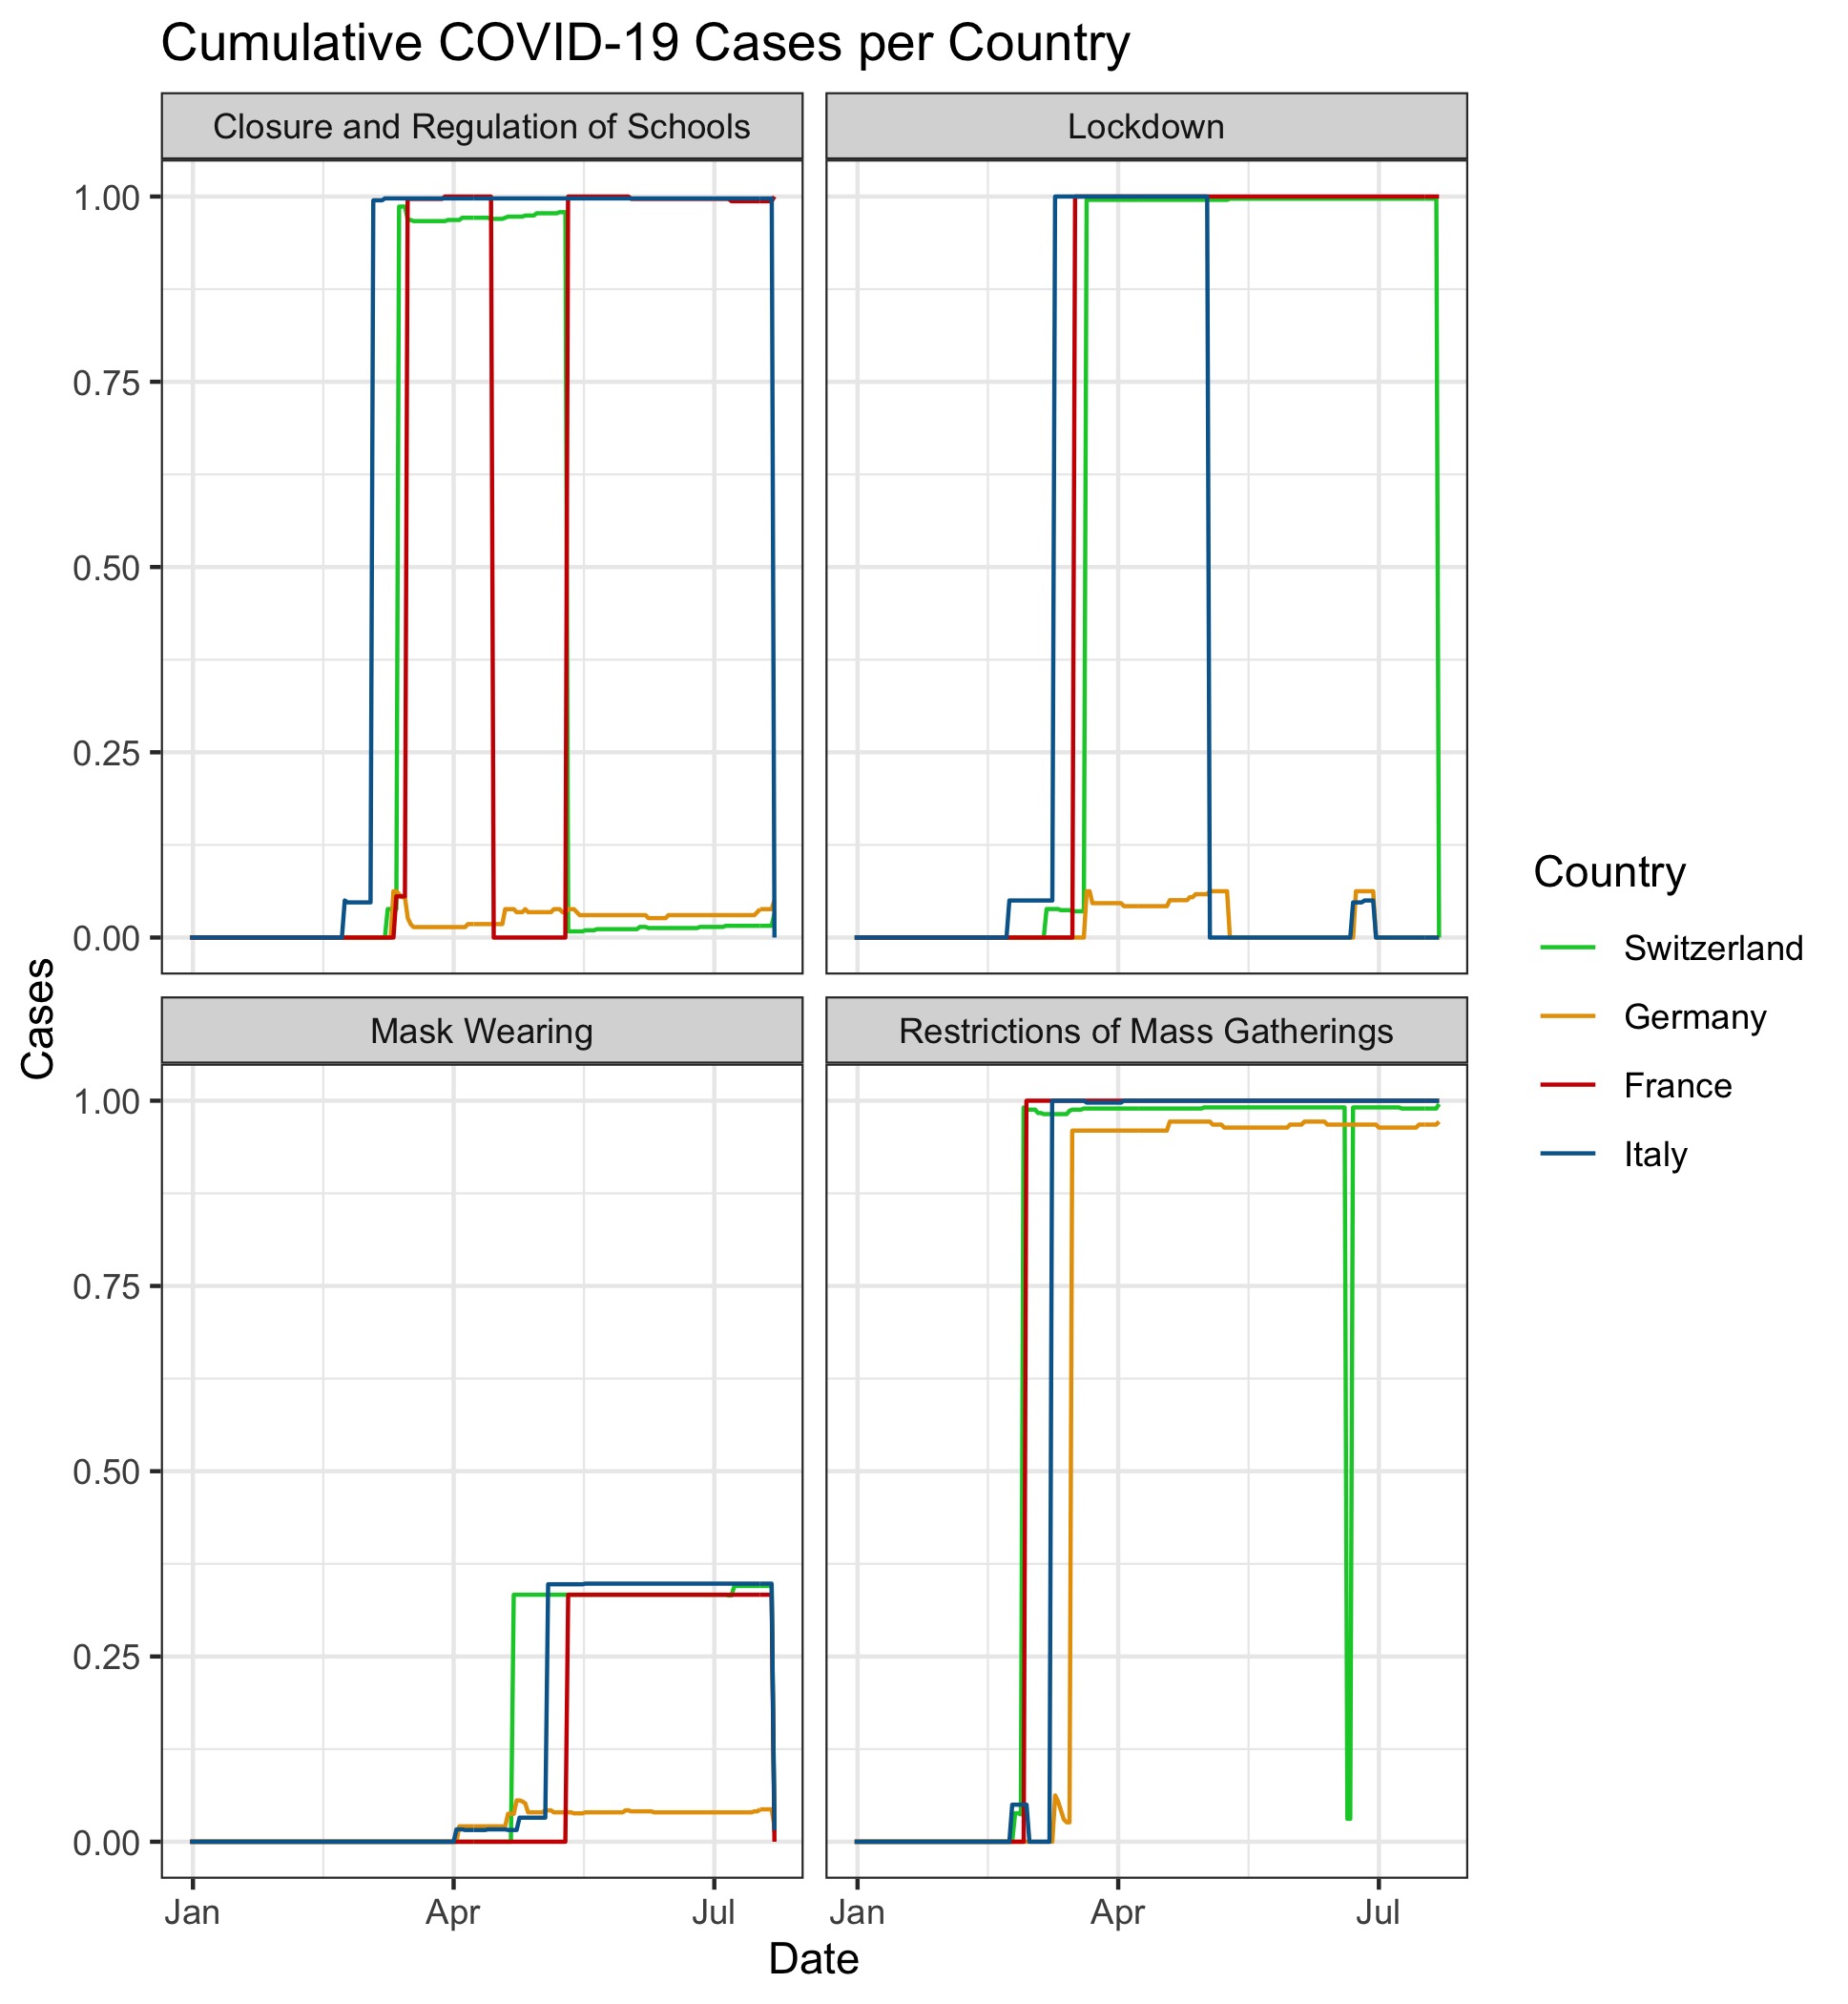 Cumulative COVID-19 Cases per Country
Closure and Regulation of Schools
Lockdown
1.00
0.75
0.50
0.25
0.00
Mask Wearing
Restrictions of Mass Gatherings
1.00
0.75
0.50
0.25
0.00
Jan Apr Jul
Jan Apr Jul
Date
Cases
Country
Switzerland
Germany
France
Italy